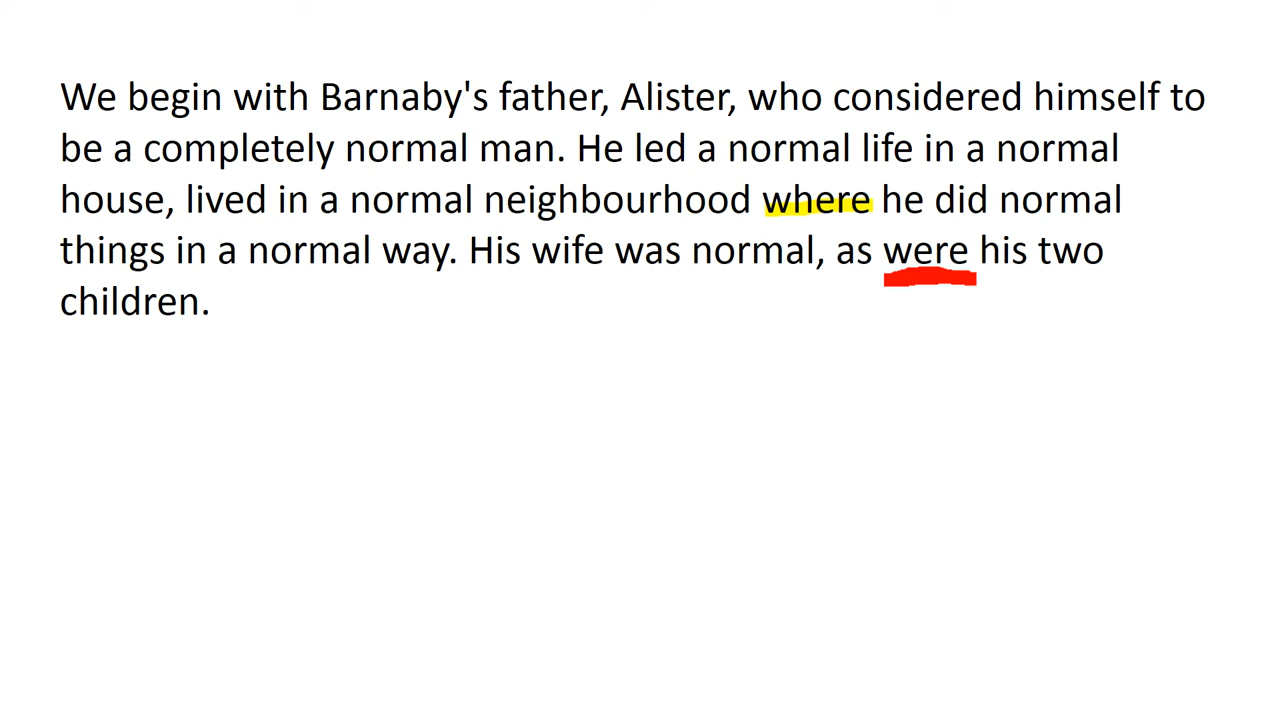 We begin with Barnaby's father, Alister, who considered himself to
be a completely normal man. He led a normal life in a normal
house, lived in a normal neighbourhood where he did normal
things in a normal way. His wife was normal, as were his two
children.